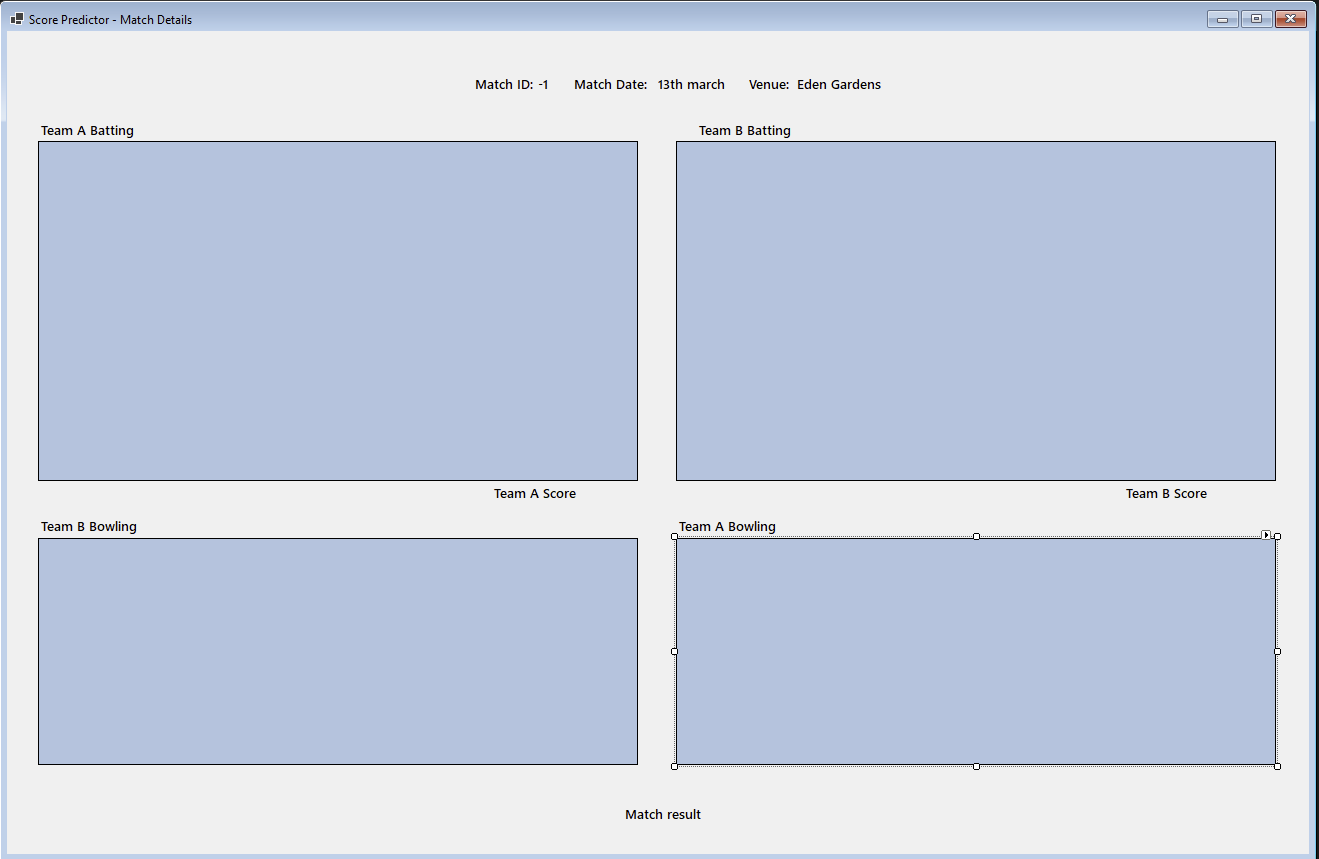 Score Predictor - Match Details
Match ID: -1 Match Date: 13th march Venue: Eden Gardens
Team A Batting
Team B Batting
Team A Score
Team B Score
Team B Bowling
Team A Bowling
Match result